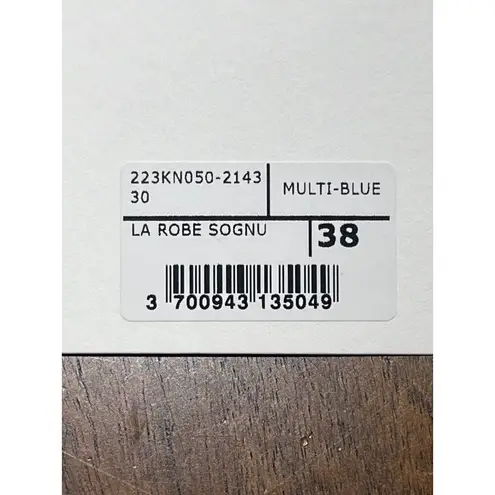 223KN050-2143
30
MULTI-BLUE
LA ROBE SOGNU
38
3 700943 135049